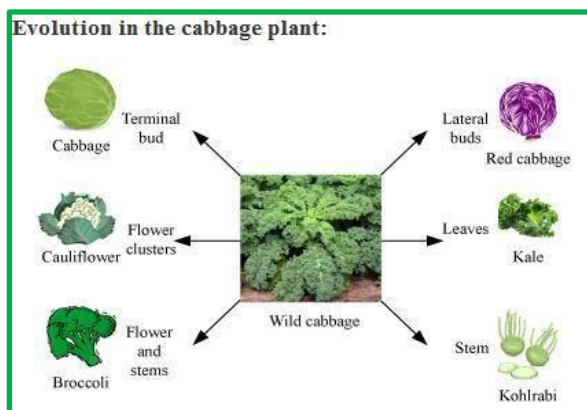 Evolution in the cabbage plant:
Terminal
bud
Cabbage
Lateral
buds
Red cabbage
Flower
clusters
Cauliflower
Leaves
Kale
Wild cabbage
Flower
and
stems
Broccoli
Stem
Kohlrabi